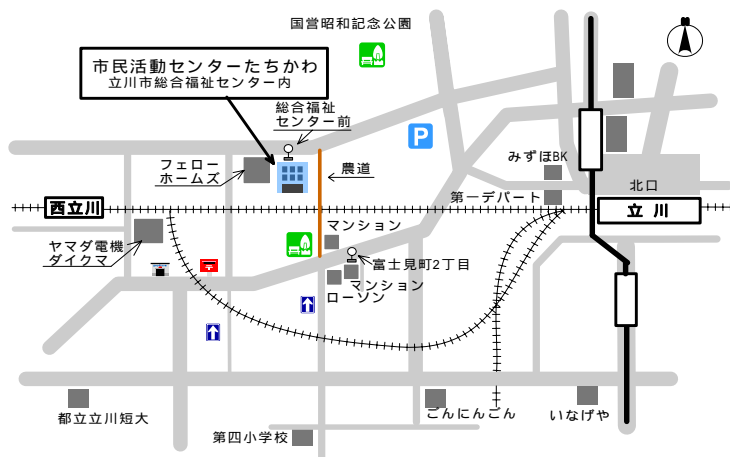 国営昭和記念公園
市民活動センターたちかわ
立川市総合福祉センター内
総合福祉
センター前
P
フェロー
ホームズ
農道
みずほBK
第一デパート
北口
西立川
立川
ヤマダ電機
ダイクマ
マンション
富士見町2丁目
マンション
ローソン
都立立川短大
第四小学校
ごんにんごん
いなげや